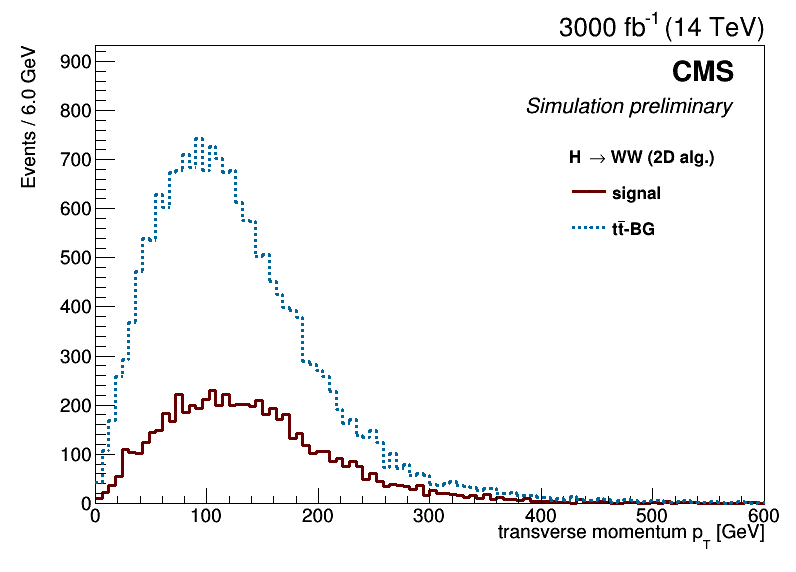 3000 fb⁻¹ (14 TeV)
CMS
Simulation preliminary
H → WW (2D alg.)
signal
tt̄-BG
Events / 6.0 GeV
900
800
700
600
500
400
300
200
100
0
0 100 200 300 400 500 600
transverse momentum p_T [GeV]